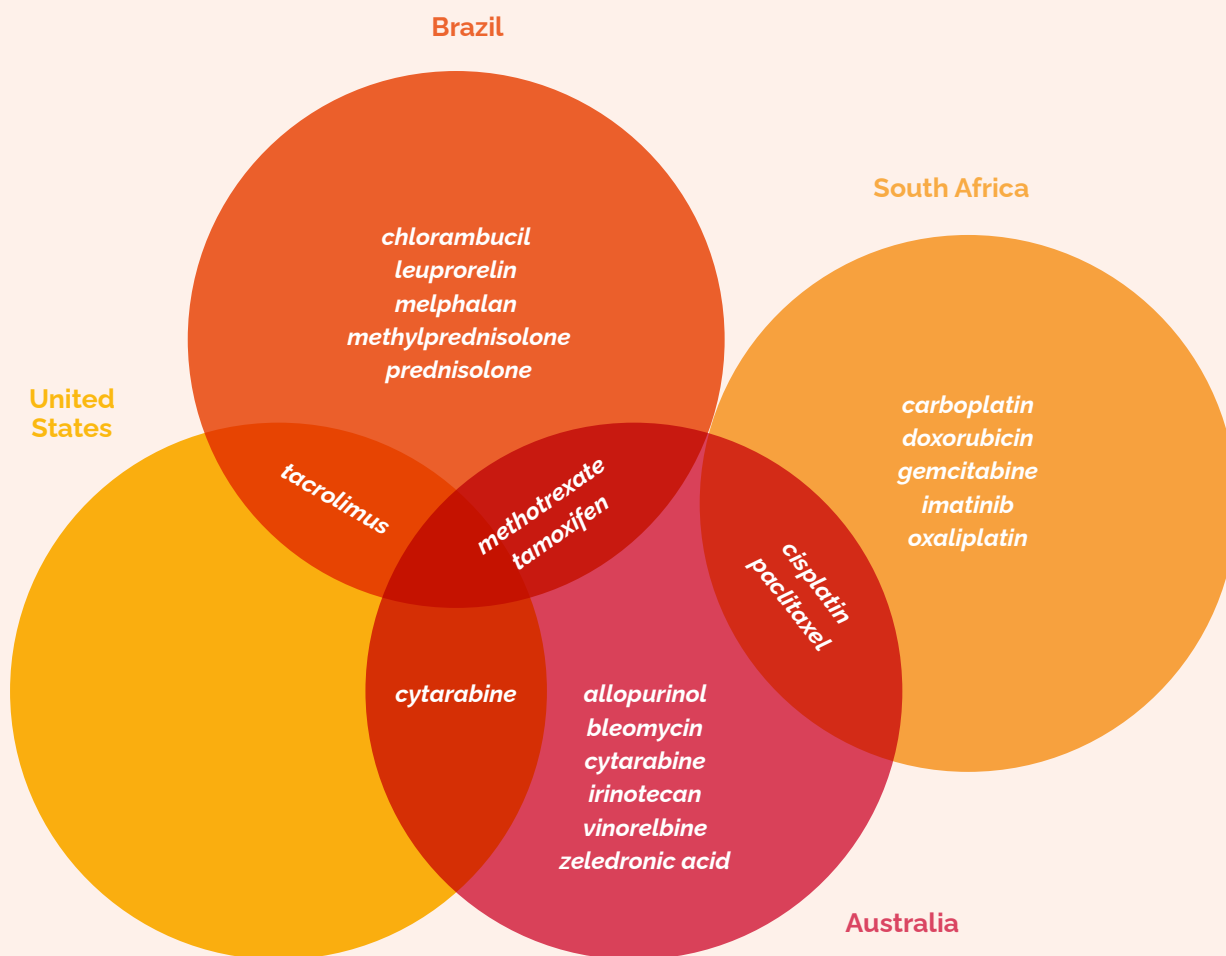 Brazil
South Africa
chlorambucil
leuprorelin
melphalan
methylprednisolone
prednisolone
United
States
carboplatin
doxorubicin
gemcitabine
imatinib
oxaliplatin
tacrolimus
methotrexate
tamoxifen
cisplatin
paclitaxel
cytarabine
allopurinol
bleomycin
cytarabine
irinotecan
vinorelbine
zeledronic acid
Australia